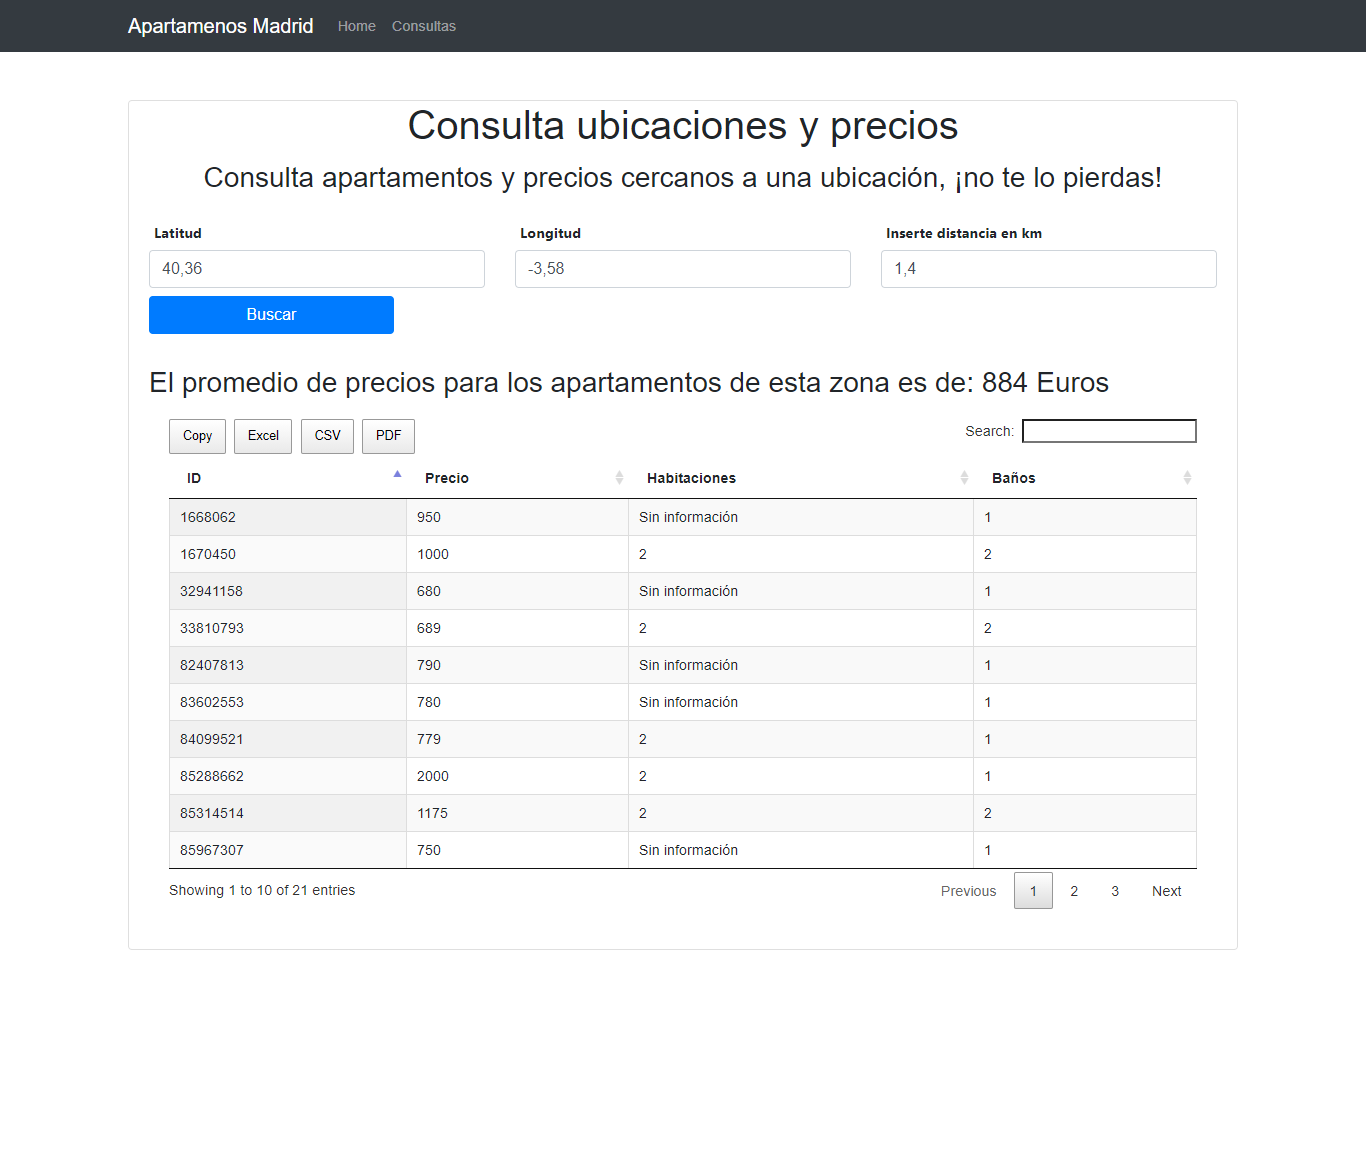 Apartamenos Madrid Home Consultas
Consulta ubicaciones y precios
Consulta apartamentos y precios cercanos a una ubicación, ¡no te lo pierdas!
Latitud Longitud Inserte distancia en km
40,36 -3,58 1,4
Buscar
El promedio de precios para los apartamentos de esta zona es de: 884 Euros
Copy Excel CSV PDF Search:
ID Precio Habitaciones Baños
1668062 950 Sin información 1
1670450 1000 2 2
32941158 680 Sin información 1
33810793 689 2 2
82407813 790 Sin información 1
83602553 780 Sin información 1
84099521 779 2 1
85288662 2000 2 1
85314514 1175 2 2
85967307 750 Sin información 1
Showing 1 to 10 of 21 entries Previous 1 2 3 Next